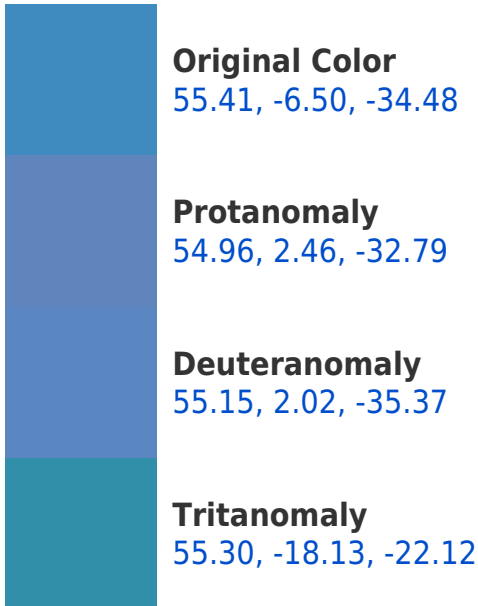 Original Color
55.41, -6.50, -34.48
Protanomaly
54.96, 2.46, -32.79
Deuteranomaly
55.15, 2.02, -35.37
Tritanomaly
55.30, -18.13, -22.12